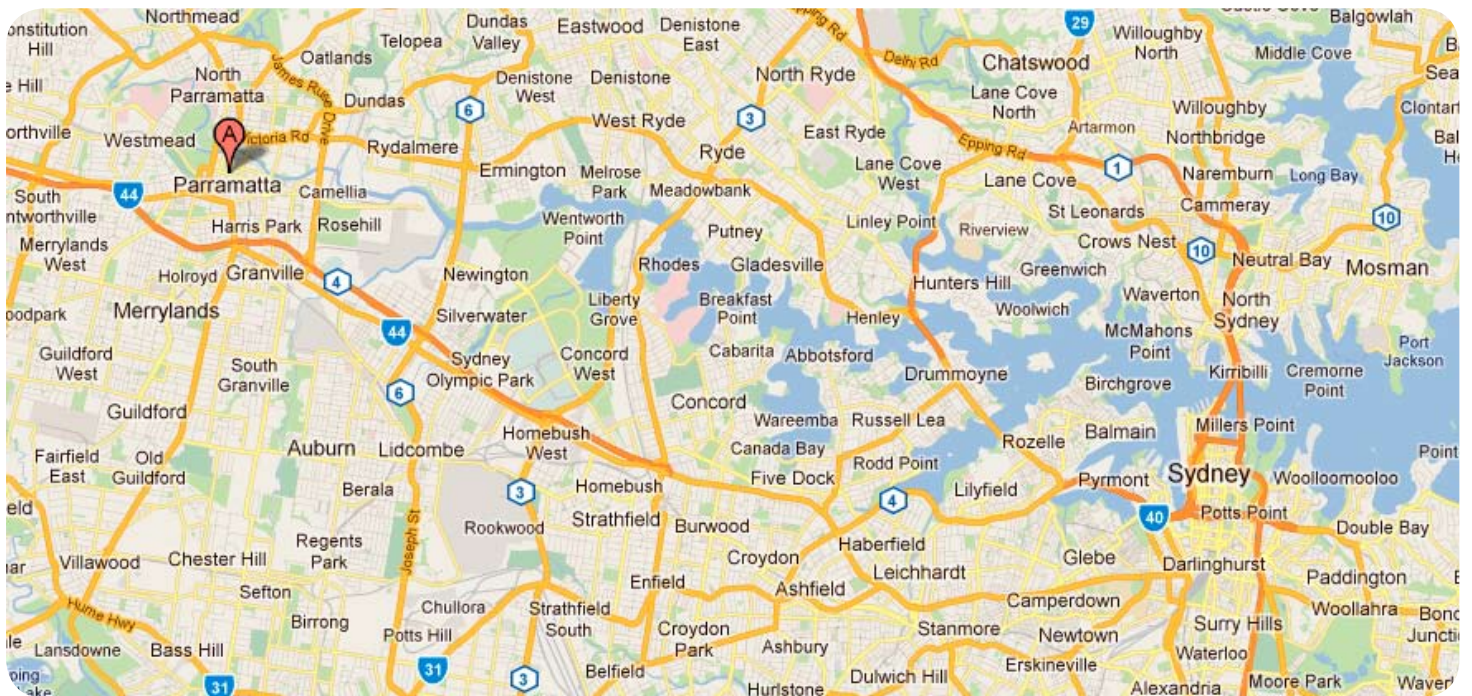 Northmead
Dundas
Valley
Eastwood
Denistone
East
Epping Rd
29
Balgowlah
Hill
Telopea
Oatlands
Willoughby
North
Middle Cove
Delhi Rd
Chatswood
North
Parramatta
James Ruse Drive
Dundas
Denistone
West
Denistone
North Ryde
Lane Cove
North
Willoughby
6
3
Westmead
A
Rydalmere
West Ryde
East Ryde
Artarmon
Northbridge
Epping Rd
Ryde
1
Ermington
Melrose
Park
Meadowbank
Lane Cove
West
Lane Cove
Naremburn
Long Bay
44
Parramatta
Camellia
South
Cammeray
St Leonards
10
Harris Park
Rosehill
Wentworth
Point
Putney
Linley Point
Riverview
Crows Nest
10
Merrylands
West
Holroyd
Granville
4
Newington
Rhodes
Gladesville
Greenwich
Neutral Bay
Mosman
Hunters Hill
Waverton
North
Sydney
Merrylands
Silverwater
Liberty
Grove
Breakfast
Point
Henley
Woolwich
McMahons
Point
44
Port
Jackson
Guildford
West
South
Granville
Sydney
Olympic Park
Concord
West
Cabarita
Abbotsford
Drummoyne
Birchgrove
Kirribilli
Cremorne
Point
6
Guildford
Concord
Wareemba
Russell Lea
Millers Point
Auburn
Lidcombe
Homebush
West
Canada Bay
Rozelle
Balmain
Fairfield
East
Old
Guildford
Rodd Point
Point
Berala
3
Homebush
Five Dock
4
Lilyfield
Pyrmont
Sydney
Woolloomooloo
Rookwood
Strathfield
Burwood
40
Potts Point
Double Bay
Joseph St
Regents
Park
Chester Hill
Villawood
Croydon
Haberfield
Glebe
Darlinghurst
Leichhardt
Paddington
Sefton
Enfield
Ashfield
Camperdown
Woollahra
Hume Hwy
Chullora
Strathfield
South
Birrong
Potts Hill
Croydon
Park
Stanmore
Newtown
Surry Hills
Lansdowne
Bass Hill
Ashbury
Waterloo
31
31
3
Belfield
Dulwich Hill
Erskineville
Hurlstone
Alexandria
Moore Park